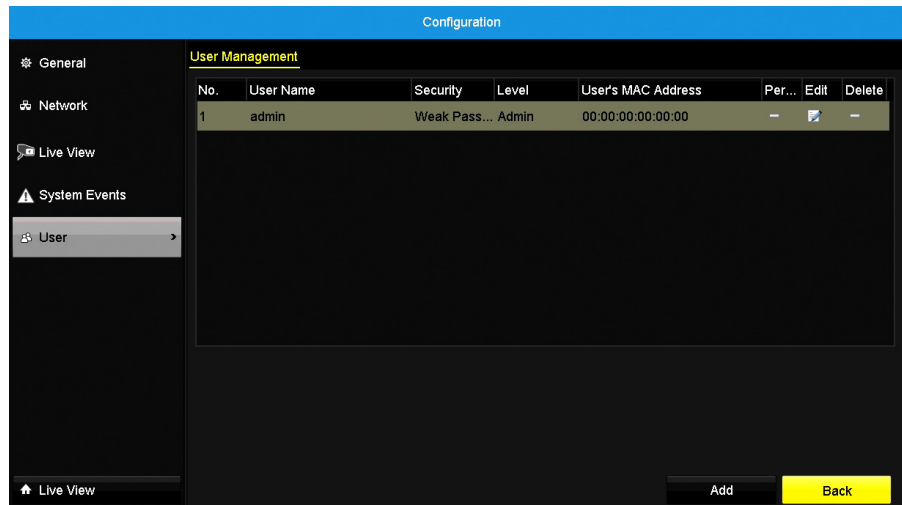 Configuration
General
Network
Live View
System Events
User
Live View
User Management
No. User Name Security Level User's MAC Address Per... Edit Delete
1 admin Weak Pass... Admin 00:00:00:00:00:00 – –
Add Back